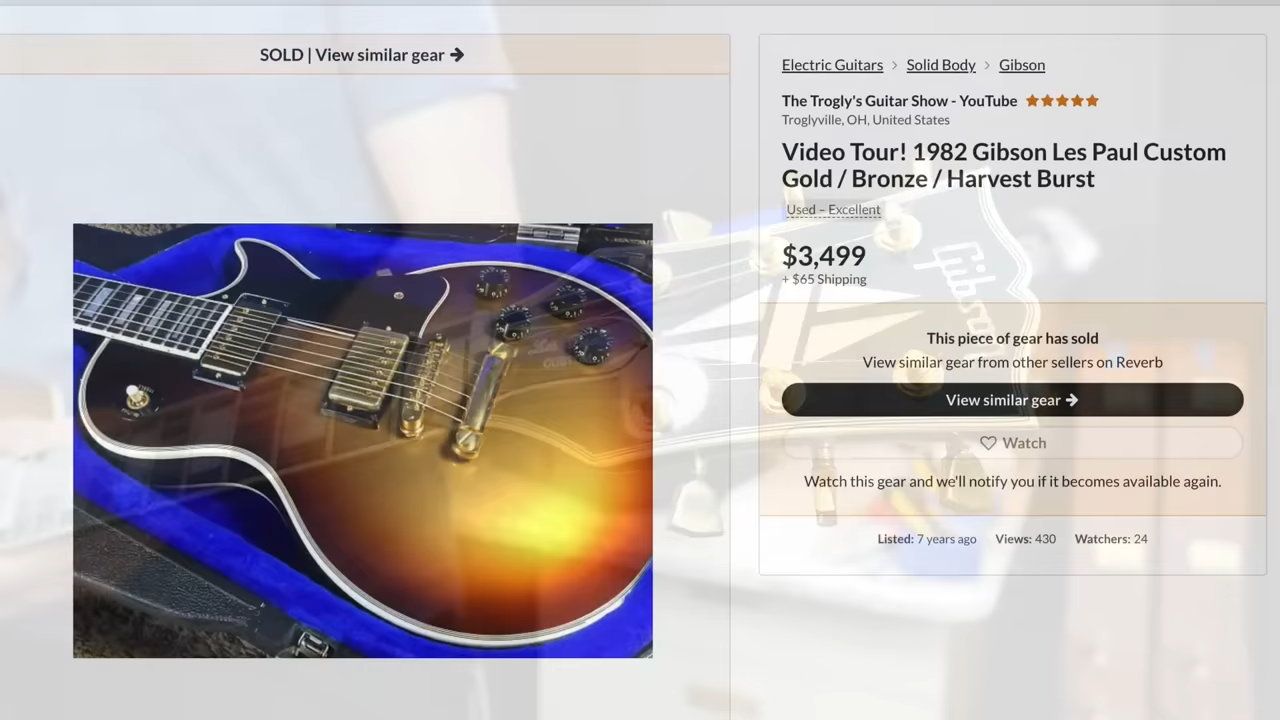 SOLD | View similar gear →
Electric Guitars > Solid Body > Gibson
The Trogly's Guitar Show - YouTube ★★★★★
Troglyville, OH, United States
Video Tour! 1982 Gibson Les Paul Custom
Gold / Bronze / Harvest Burst
Used – Excellent
$3,499
+ $65 Shipping
Gibson
This piece of gear has sold
View similar gear from other sellers on Reverb
View similar gear →
Watch
Watch this gear and we'll notify you if it becomes available again.
Listed: 7 years ago Views: 430 Watchers: 24